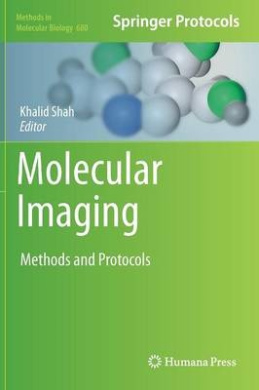 Methods in
Molecular Biology 680
Springer Protocols
Khalid Shah
Editor
Molecular
Imaging
Methods and Protocols
Humana Press